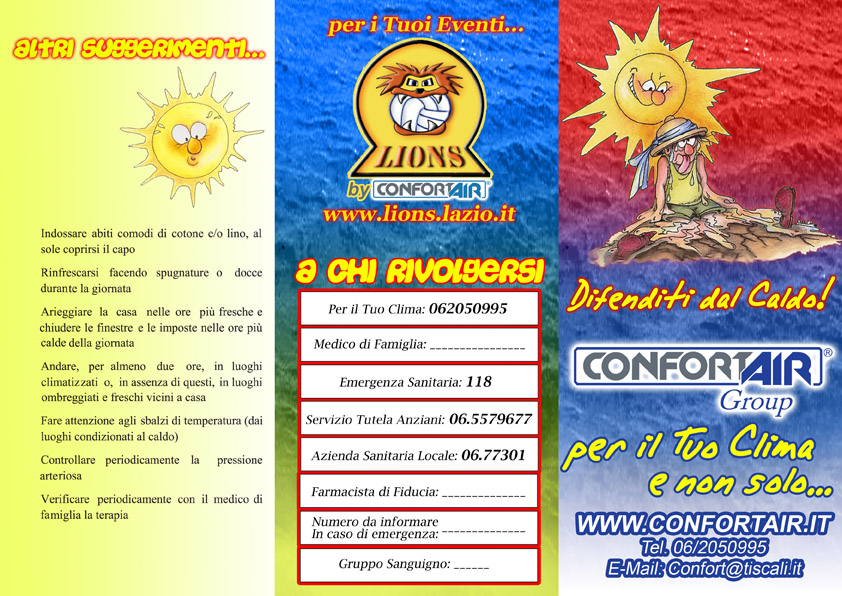 altri suggerimenti...
Indossare abiti comodi di cotone e/o lino, al
sole coprirsi il capo
Rinfrescarsi facendo spugnature o docce
durante la giornata
Arieggiare la casa nelle ore più fresche e
chiudere le finestre e le imposte nelle ore più
calde della giornata
Andare, per almeno due ore, in luoghi
climatizzati o, in assenza di questi, in luoghi
ombreggiati e freschi vicini a casa
Fare attenzione agli sbalzi di temperatura (dai
luoghi condizionati al caldo)
Controllare periodicamente la pressione
arteriosa
Verificare periodicamente con il medico di
famiglia la terapia
per i Tuoi Eventi...
LIONS
by CONFORTAIR®
www.lions.lazio.it
a chi rivolgersi
Per il Tuo Clima: 062050995
Medico di Famiglia: ________________
Emergenza Sanitaria: 118
Servizio Tutela Anziani: 06.5579677
Azienda Sanitaria Locale: 06.77301
Farmacista di Fiducia: ______________
Numero da informare
In caso di emergenza: ______________
Gruppo Sanguigno: ______
Difenditi dal Caldo!
CONFORTAIR®
Group
per il Tuo Clima
e non solo...
WWW.CONFORTAIR.IT
Tel. 06/2050995
E-Mail: Confort@tiscali.it